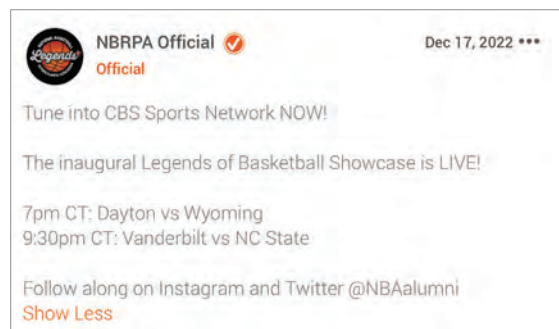 NBRPA Official
Dec 17, 2022 •••
Official
Legends
Tune into CBS Sports Network NOW!
The inaugural Legends of Basketball Showcase is LIVE!
7pm CT: Dayton vs Wyoming
9:30pm CT: Vanderbilt vs NC State
Follow along on Instagram and Twitter @NBAalumni
Show Less